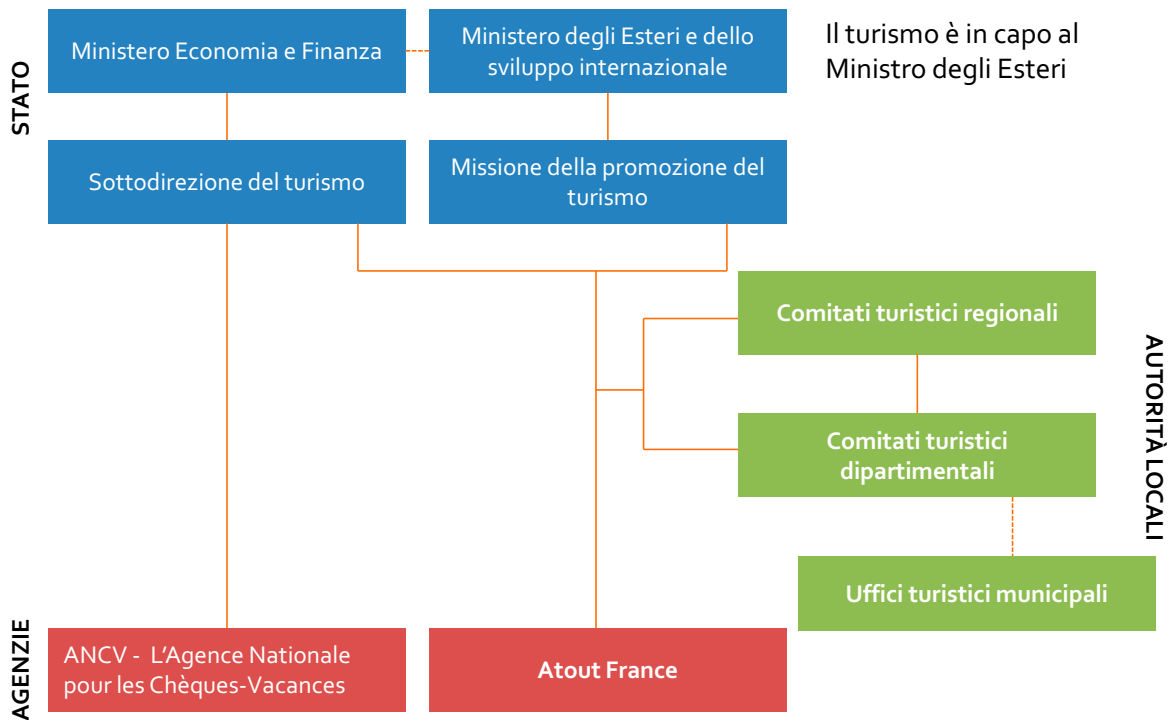 STATO
Ministero Economia e Finanza
Ministero degli Esteri e dello
sviluppo internazionale
Il turismo è in capo al
Ministro degli Esteri
Sottodirezione del turismo
Missione della promozione del
turismo
Comitati turistici regionali
AUTORITÀ LOCALI
Comitati turistici
dipartimentali
Uffici turistici municipali
AGENZIE
ANCV - L'Agence Nationale
pour les Chèques-Vacances
Atout France